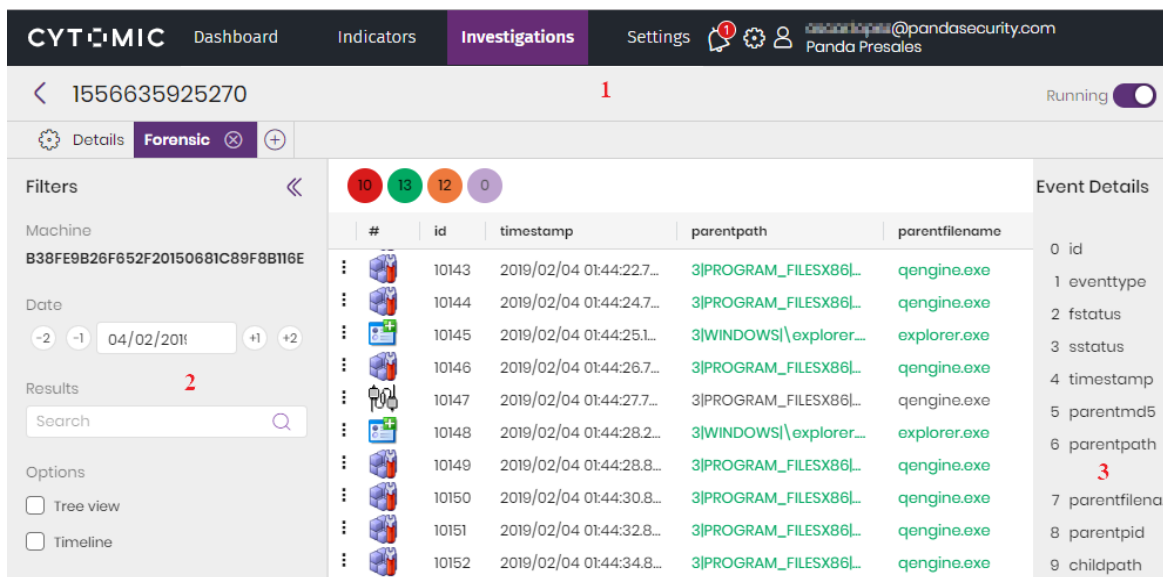 CYTOMIC Dashboard Indicators Investigations Settings 1 @pandasecurity.com
Panda Presales
1556635925270 1 Running
Details Forensic
Filters
Machine
B38FE9B26F652F20150681C89F8B116E
Date
-2 -1 04/02/2019 +1 +2
Results 2
Search
Options
Tree view
Timeline
10 13 12 0
# id timestamp parentpath parentfilename
10143 2019/02/04 01:44:22.7... 3|PROGRAM_FILESX86|... qengine.exe
10144 2019/02/04 01:44:24.7... 3|PROGRAM_FILESX86|... qengine.exe
10145 2019/02/04 01:44:25.1... 3|WINDOWS|\explorer.... explorer.exe
10146 2019/02/04 01:44:26.7... 3|PROGRAM_FILESX86|... qengine.exe
10147 2019/02/04 01:44:27.7... 3|PROGRAM_FILESX86|... qengine.exe
10148 2019/02/04 01:44:28.2... 3|WINDOWS|\explorer.... explorer.exe
10149 2019/02/04 01:44:28.8... 3|PROGRAM_FILESX86|... qengine.exe
10150 2019/02/04 01:44:30.8... 3|PROGRAM_FILESX86|... qengine.exe
10151 2019/02/04 01:44:32.8... 3|PROGRAM_FILESX86|... qengine.exe
10152 2019/02/04 01:44:34.8... 3|PROGRAM_FILESX86|... qengine.exe
Event Details
0 id
1 eventtype
2 fstatus
3 sstatus
4 timestamp
5 parentmd5
6 parentpath
3
7 parentfilena
8 parentpid
9 childpath